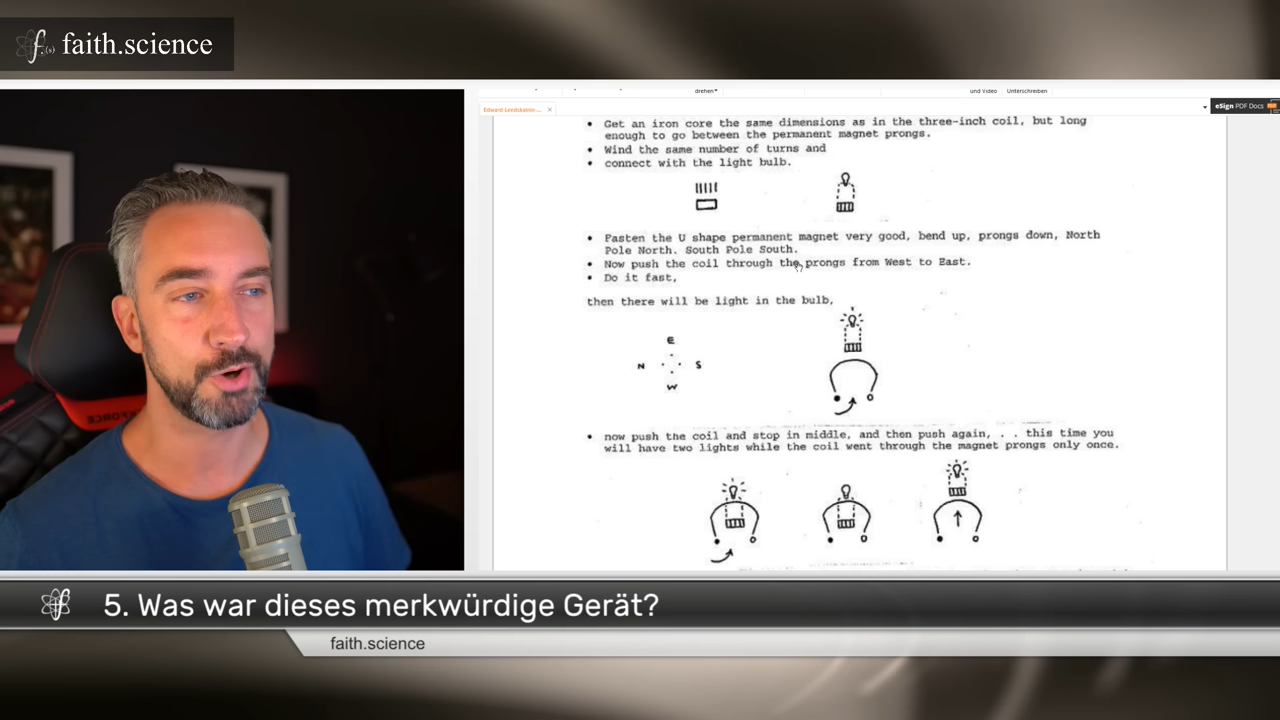 faith.science
drehen
und Video
Unterschreiben
Edward Leedskalnin-...
eSign PDF Docs
• Get an iron core the same dimensions as in the three-inch coil, but long
enough to go between the permanent magnet prongs.
• Wind the same number of turns and
• connect with the light bulb.
• Fasten the U shape permanent magnet very good, bend up, prongs down, North
Pole North. South Pole South.
• Now push the coil through the prongs from West to East.
• Do it fast,
then there will be light in the bulb,
E
N
S
W
• now push the coil and stop in middle, and then push again, . . this time you
will have two lights while the coil went through the magnet prongs only once.
5. Was war dieses merkwürdige Gerät?
faith.science